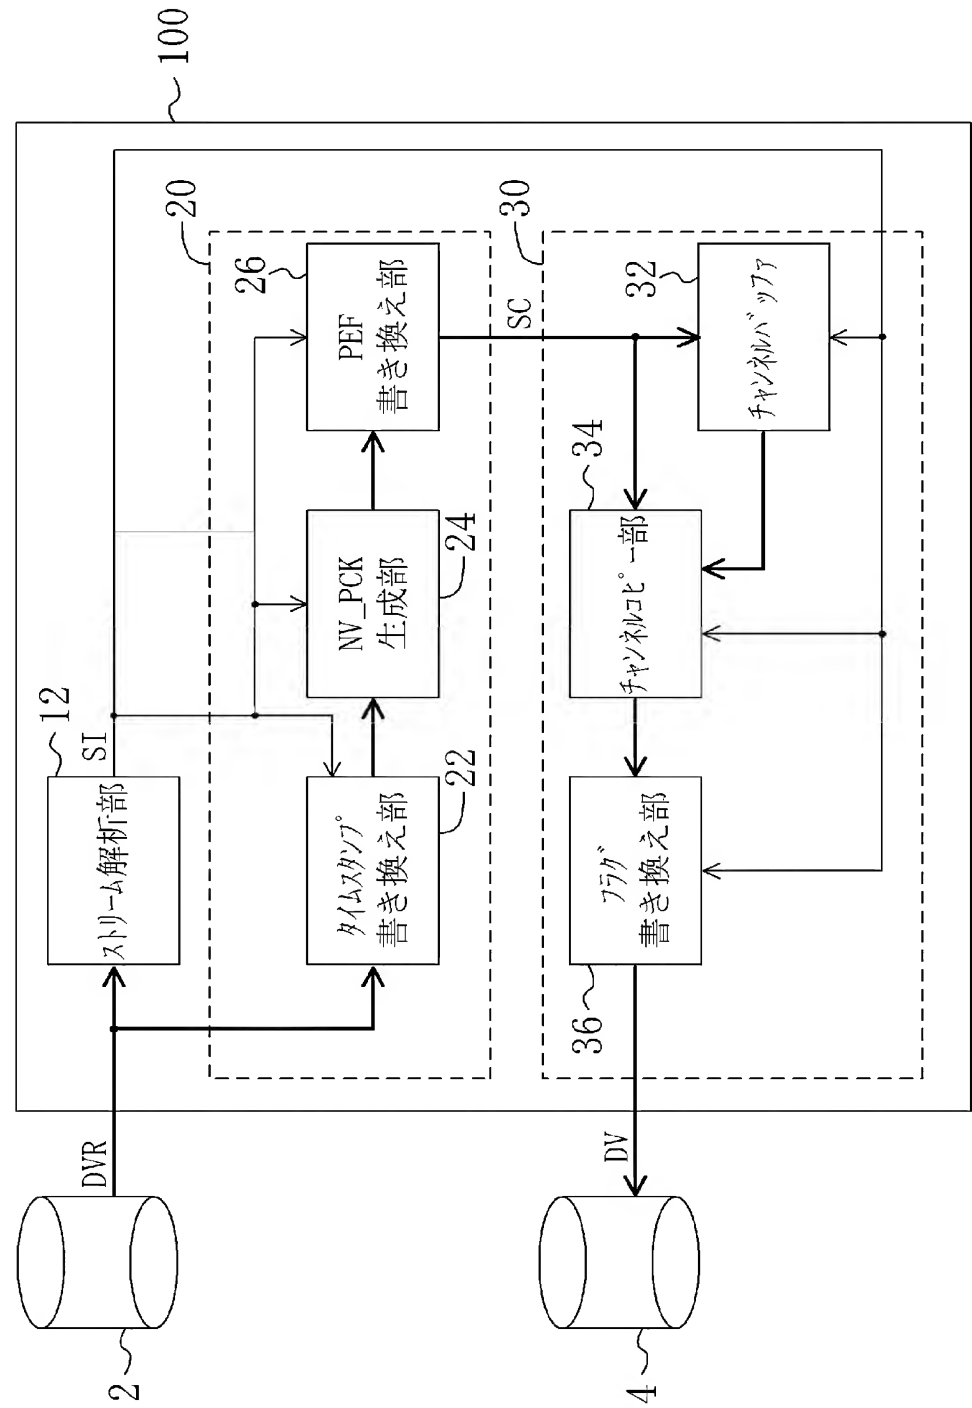 100
12
ストリーム解析部
SI
20
タイムスタンプ
書き換え部
22
NV_PCK
生成部
24
PEF
書き換え部
26
SC
30
チャンネルバッファ
32
チャンネルコピー部
34
フラグ
書き換え部
36
DVR
2
DV
4